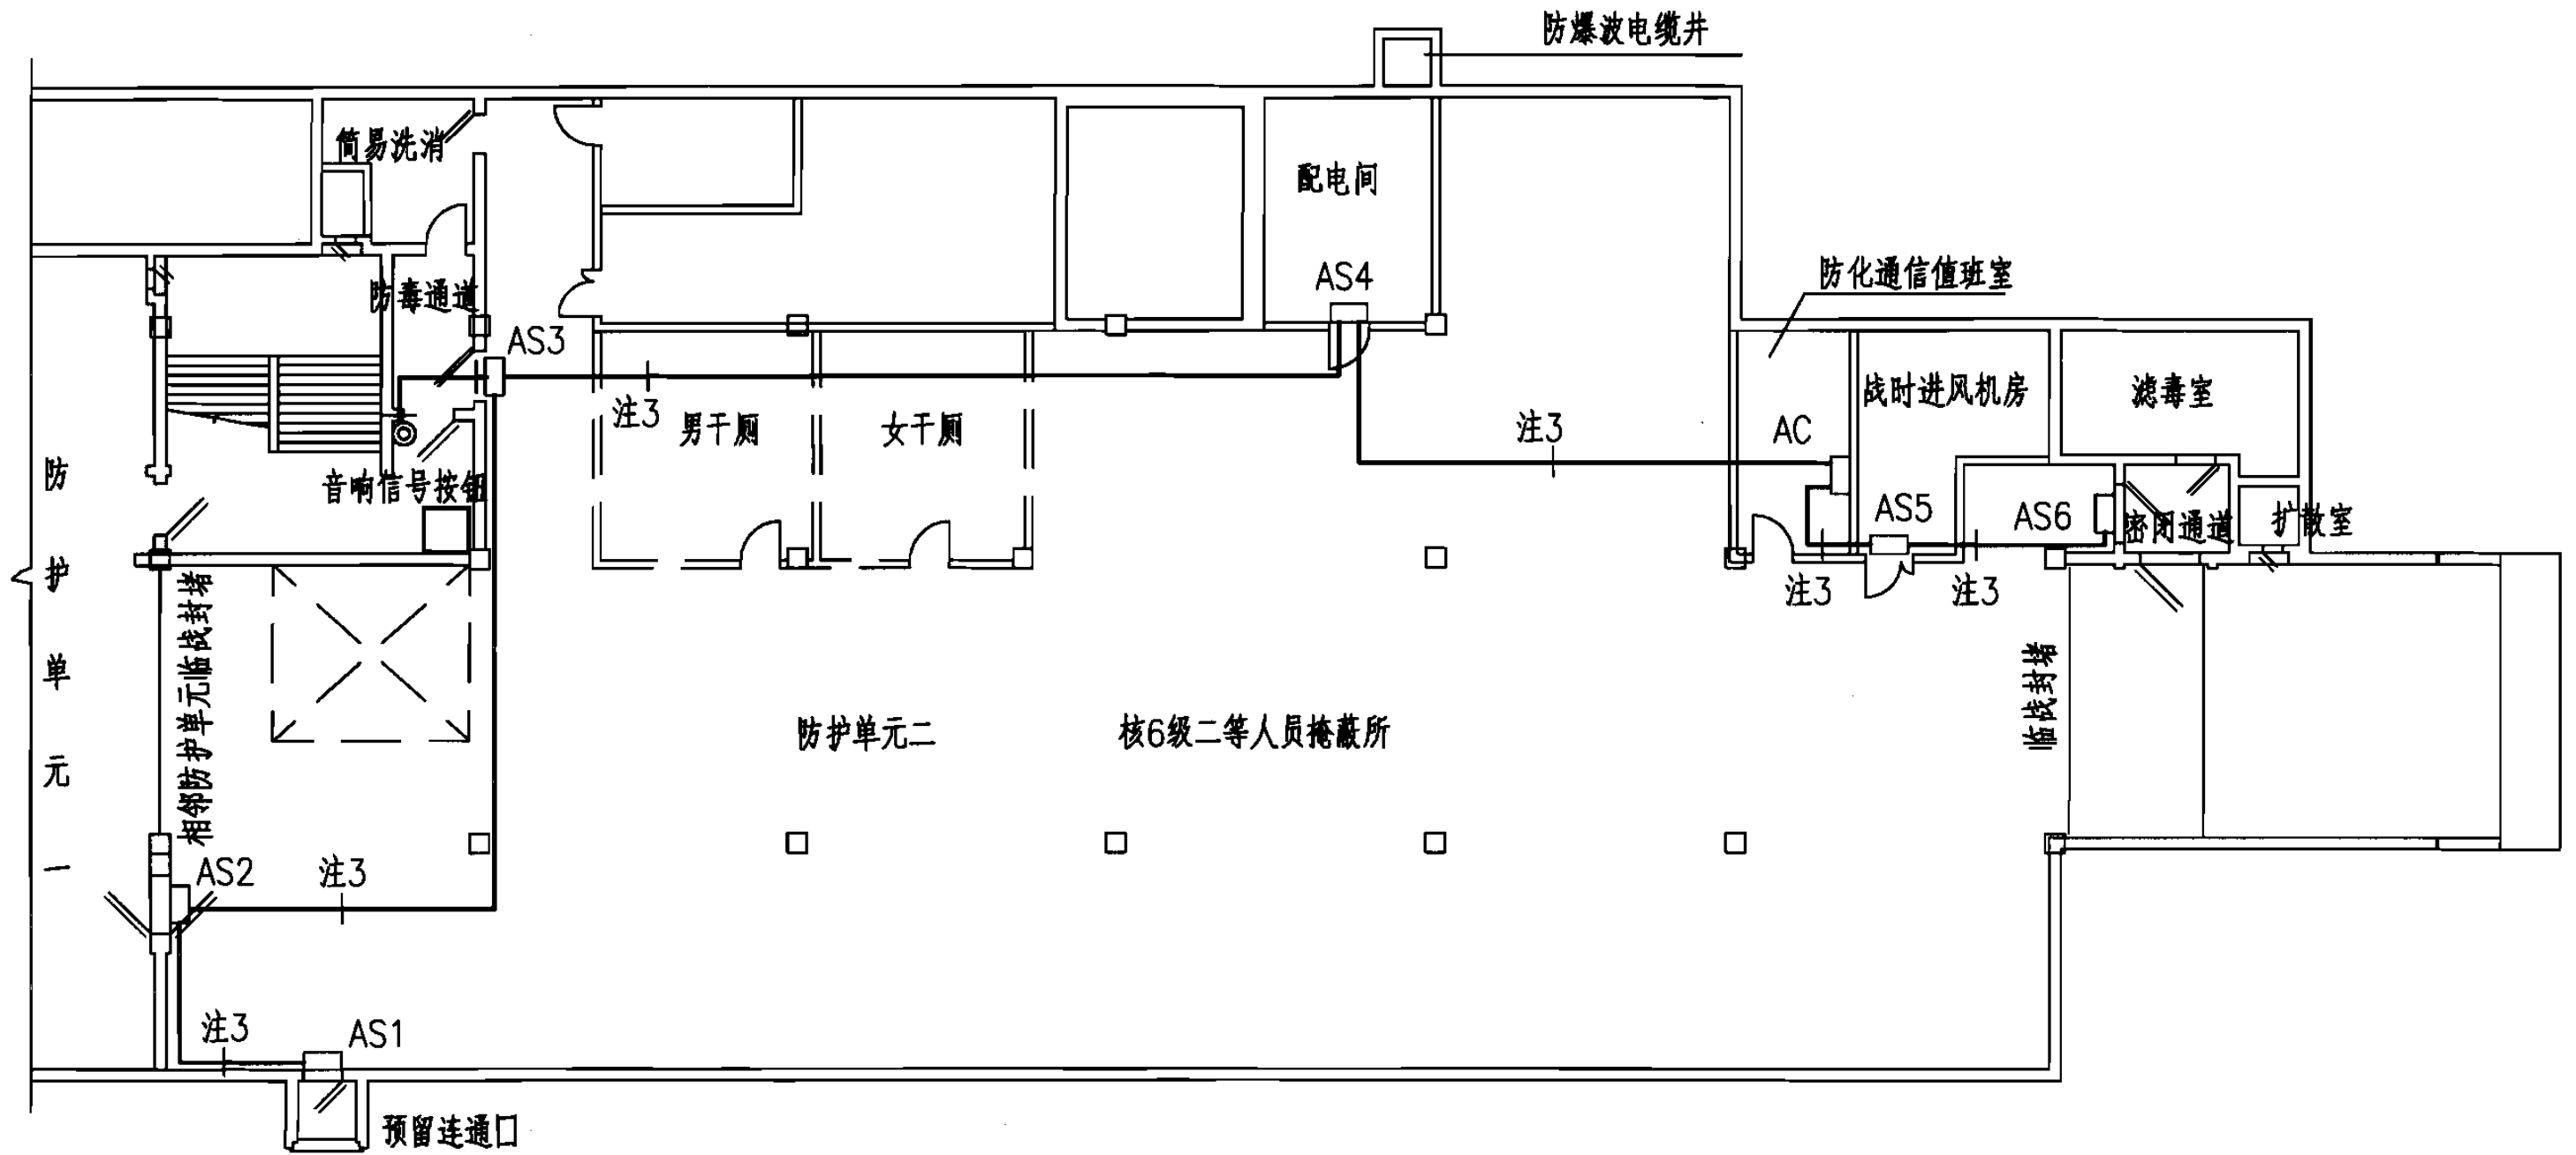 防爆波电缆井
简易洗消
配电间
防化通信值班室
AS4
防毒通道
AS3
注3
男干厕
女干厕
注3
AC
战时进风机房
滤毒室
音响信号按钮
AS5
AS6
密闭通道
扩散室
注3
注3
防护单元一
相邻防护单元临战封堵
临战封堵
防护单元二
核6级二等人员掩蔽所
AS2
注3
注3
AS1
预留连通口